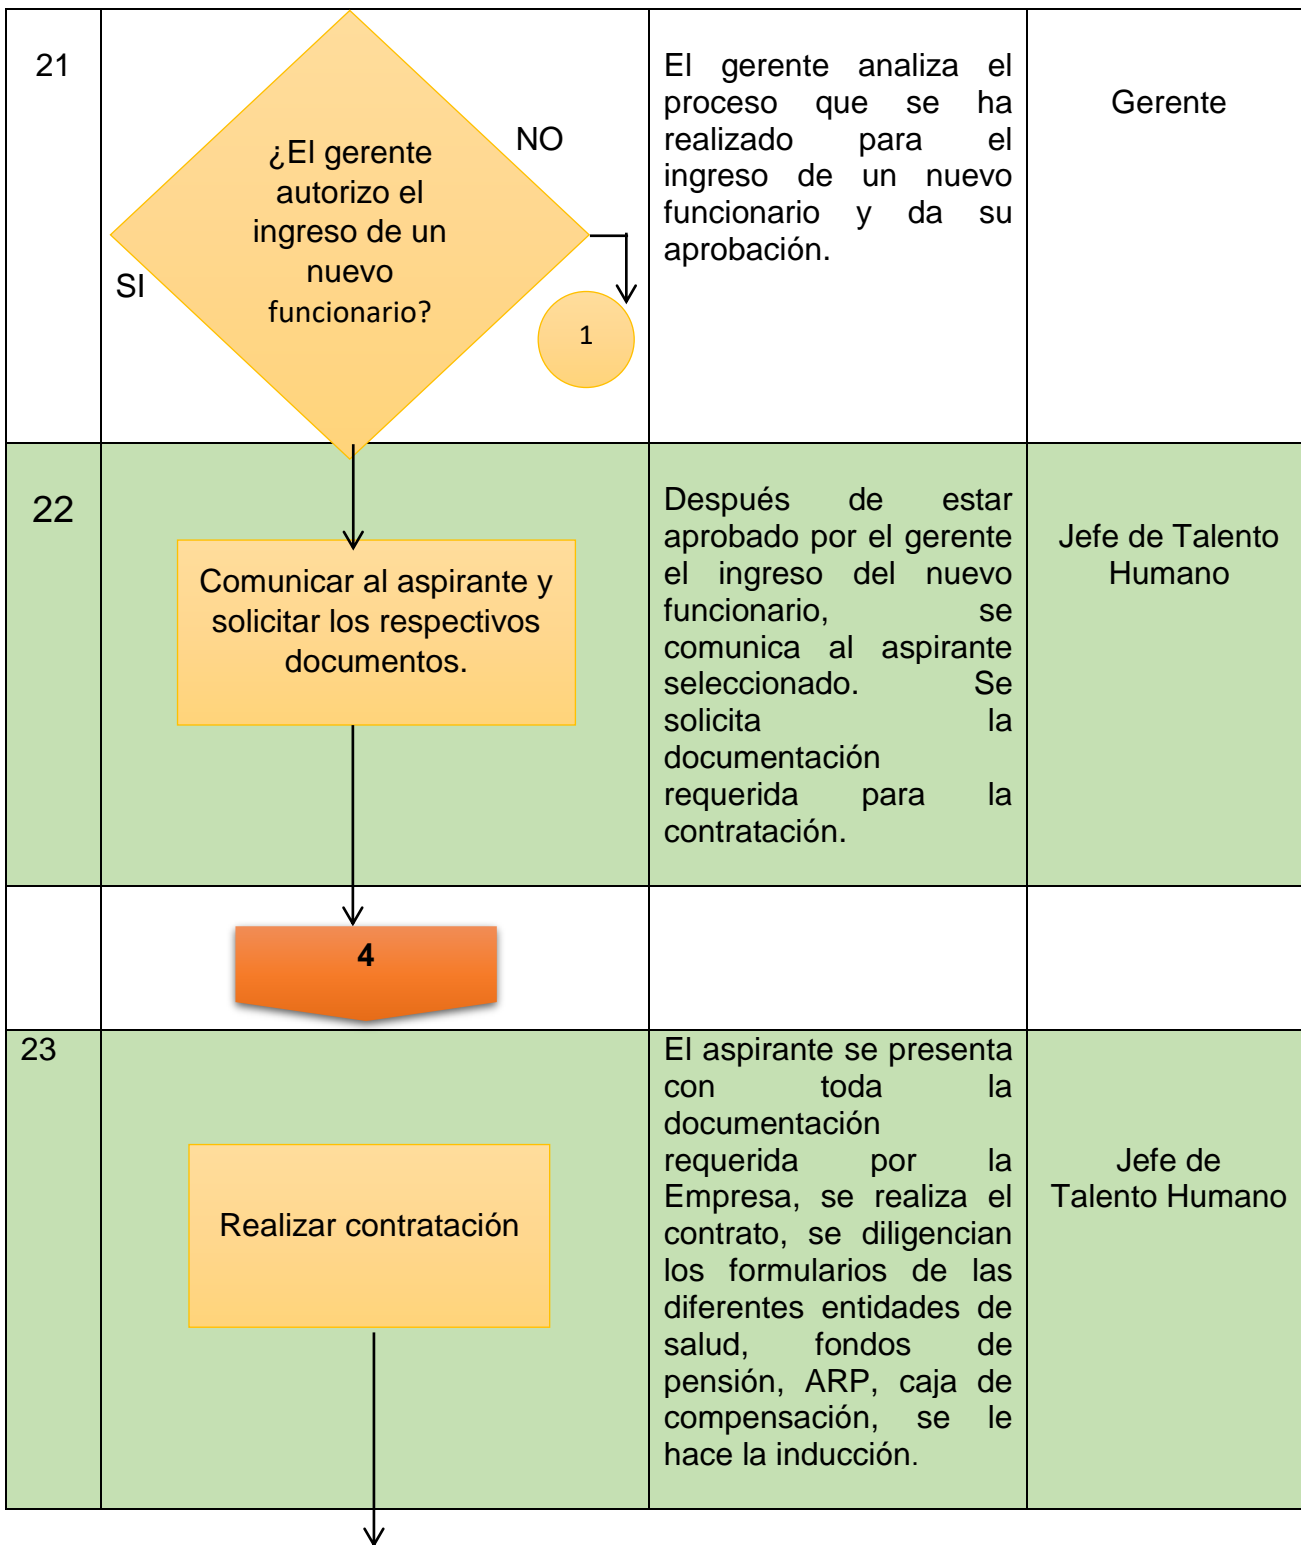 21
¿El gerente
autorizo el
ingreso de un
nuevo
funcionario?
NO
SI
1
El gerente analiza el
proceso que se ha
realizado para el
ingreso de un nuevo
funcionario y da su
aprobación.
Gerente
22
Comunicar al aspirante y
solicitar los respectivos
documentos.
Después de estar
aprobado por el gerente
el ingreso del nuevo
funcionario, se
comunica al aspirante
seleccionado. Se
solicita la
documentación
requerida para la
contratación.
Jefe de Talento
Humano
4
23
Realizar contratación
El aspirante se presenta
con toda la
documentación
requerida por la
Empresa, se realiza el
contrato, se diligencian
los formularios de las
diferentes entidades de
salud, fondos de
pensión, ARP, caja de
compensación, se le
hace la inducción.
Jefe de
Talento Humano